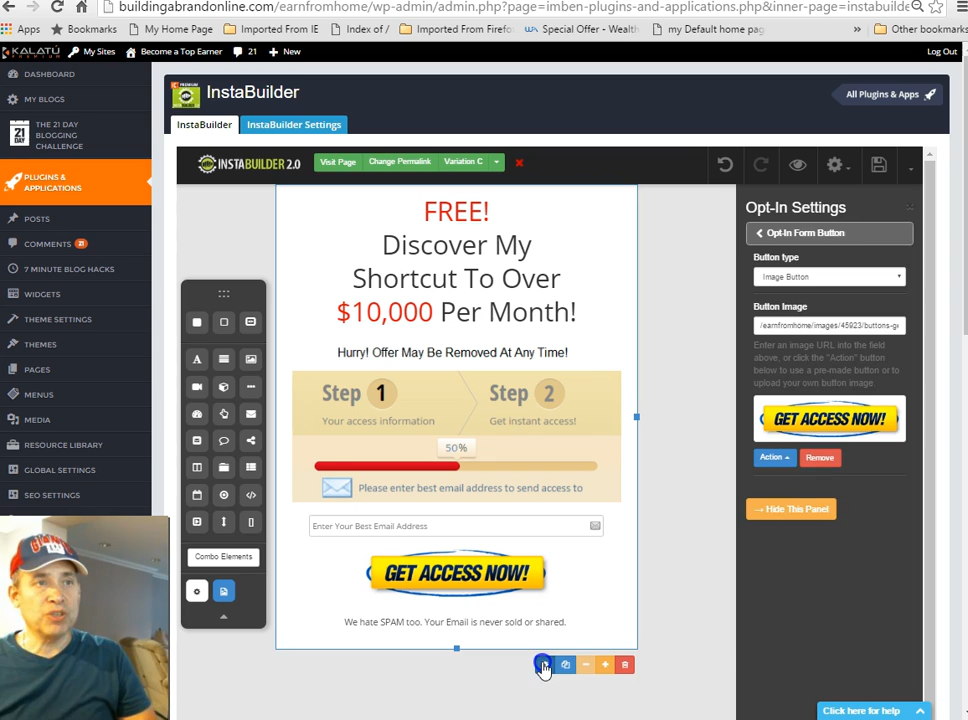 buildingabrandonline.com/earnfromhome/wp-admin/admin.php?page=imben-plugins-and-applications.php&inner-page=instabuilde
Apps
Bookmarks
My Home Page
Imported From IE
Index of /
Imported From Firefo
Special Offer - Wealth
my Default home pag
»
Other bookmarks
KALATÚ
PREMIUM
My Sites
Become a Top Earner
21
New
Log Out
DASHBOARD
MY BLOGS
21
DAY
THE 21 DAY
BLOGGING
CHALLENGE
PLUGINS &
APPLICATIONS
POSTS
COMMENTS 21
7 MINUTE BLOG HACKS
WIDGETS
THEME SETTINGS
THEMES
PAGES
MENUS
MEDIA
RESOURCE LIBRARY
GLOBAL SETTINGS
SEO SETTINGS
InstaBuilder
All Plugins & Apps
InstaBuilder
InstaBuilder Settings
INSTABUILDER 2.0
Visit Page
Change Permalink
Variation C
FREE!
Discover My
Shortcut To Over
$10,000 Per Month!
Hurry! Offer May Be Removed At Any Time!
Step 1
Your access information
Step 2
Get instant access!
50%
Please enter best email address to send access to
Enter Your Best Email Address
GET ACCESS NOW!
We hate SPAM too. Your Email is never sold or shared.
Combo Elements
Opt-In Settings
Opt-In Form Button
Button type
Image Button
Button Image
/earnfromhome/images/45923/buttons-ge
Enter an image URL into the field
above, or click the "Action" button
below to use a pre-made button or to
upload your own button image.
GET ACCESS NOW!
Action
Remove
→ Hide This Panel
Click here for help